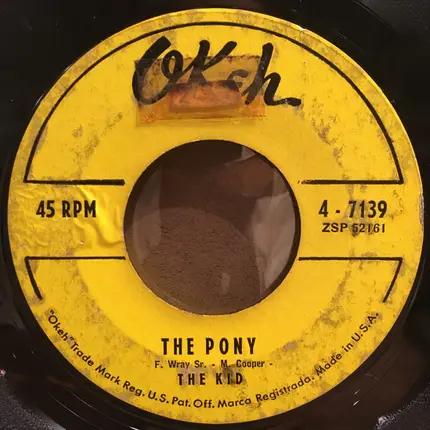 OKeh
45 RPM
4 - 7139
ZSP 52161
THE PONY
F. Wray Sr. - M. Cooper -
THE KID
"Okeh" Trade Mark Reg. U.S. Pat. Off. Marca Registrada. Made in U.S.A.